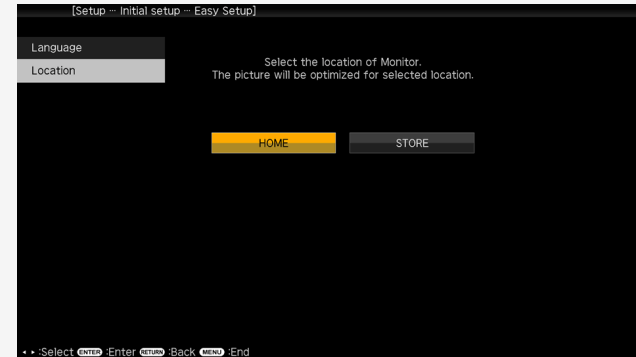 [Setup ··· Initial setup ··· Easy Setup]
Language
Location
Select the location of Monitor.
The picture will be optimized for selected location.
HOME
STORE
:Select ENTER :Enter RETURN :Back MENU :End